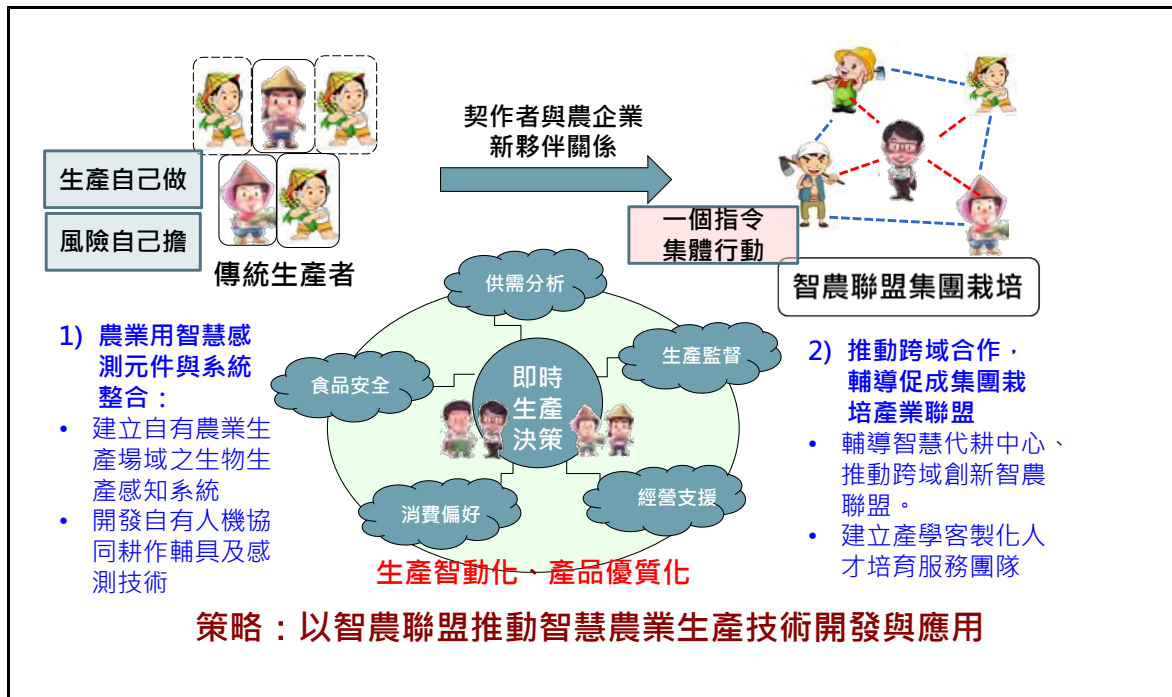 契作者與農企業
新夥伴關係
生產自己做
風險自己擔
傳統生產者
一個指令
集體行動
智農聯盟集團栽培
供需分析
生產監督
食品安全
即時
生產
決策
消費偏好
經營支援
生產智動化、產品優質化
1) 農業用智慧感
測元件與系統
整合：
• 建立自有農業生
產場域之生物生
產感知系統
• 開發自有人機協
同耕作輔具及感
測技術
2) 推動跨域合作，
輔導促成集團栽
培產業聯盟
• 輔導智慧代耕中心、
推動跨域創新智農
聯盟。
• 建立產學客製化人
才培育服務團隊
策略：以智農聯盟推動智慧農業生產技術開發與應用